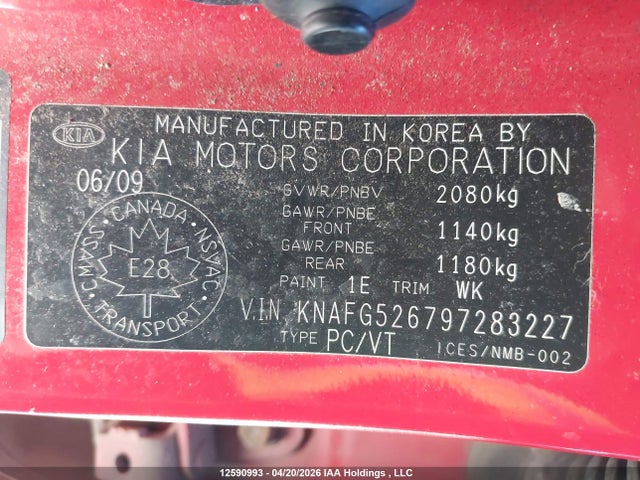 KIA
MANUFACTURED IN KOREA BY
KIA MOTORS CORPORATION
06/09
GVWR/PNBV 2080kg
GAWR/PNBE
FRONT 1140kg
GAWR/PNBE
REAR 1180kg
PAINT 1E TRIM WK
CANADA
NSVAC
TRANSPORT
JSAWC
E28
V.I.N. KNAFG526797283227
TYPE PC/VT ICES/NMB-002
12590993 - 04/20/2026 IAA Holdings , LLC